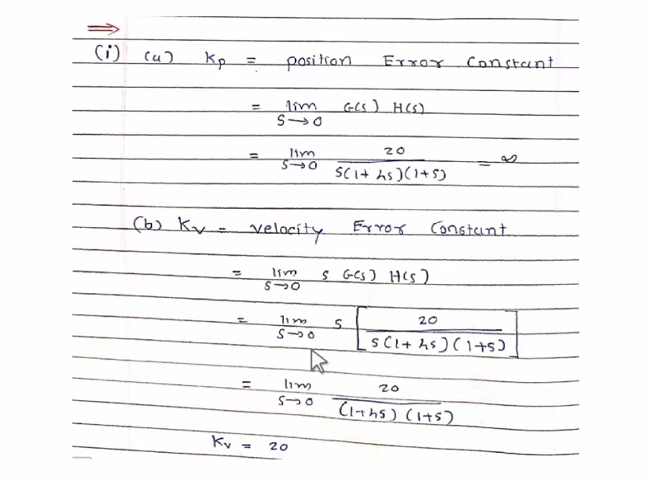 (i) (a) Kp = position Error Constant
= lim S→0 G(s) H(s)
= lim S→0 20 / s(1+4s)(1+s) = ∞
(b) Kv = velocity Error Constant
= lim S→0 s G(s) H(s)
= lim S→0 s [ 20 / s(1+4s)(1+s) ]
= lim S→0 20 / (1+4s)(1+s)
Kv = 20